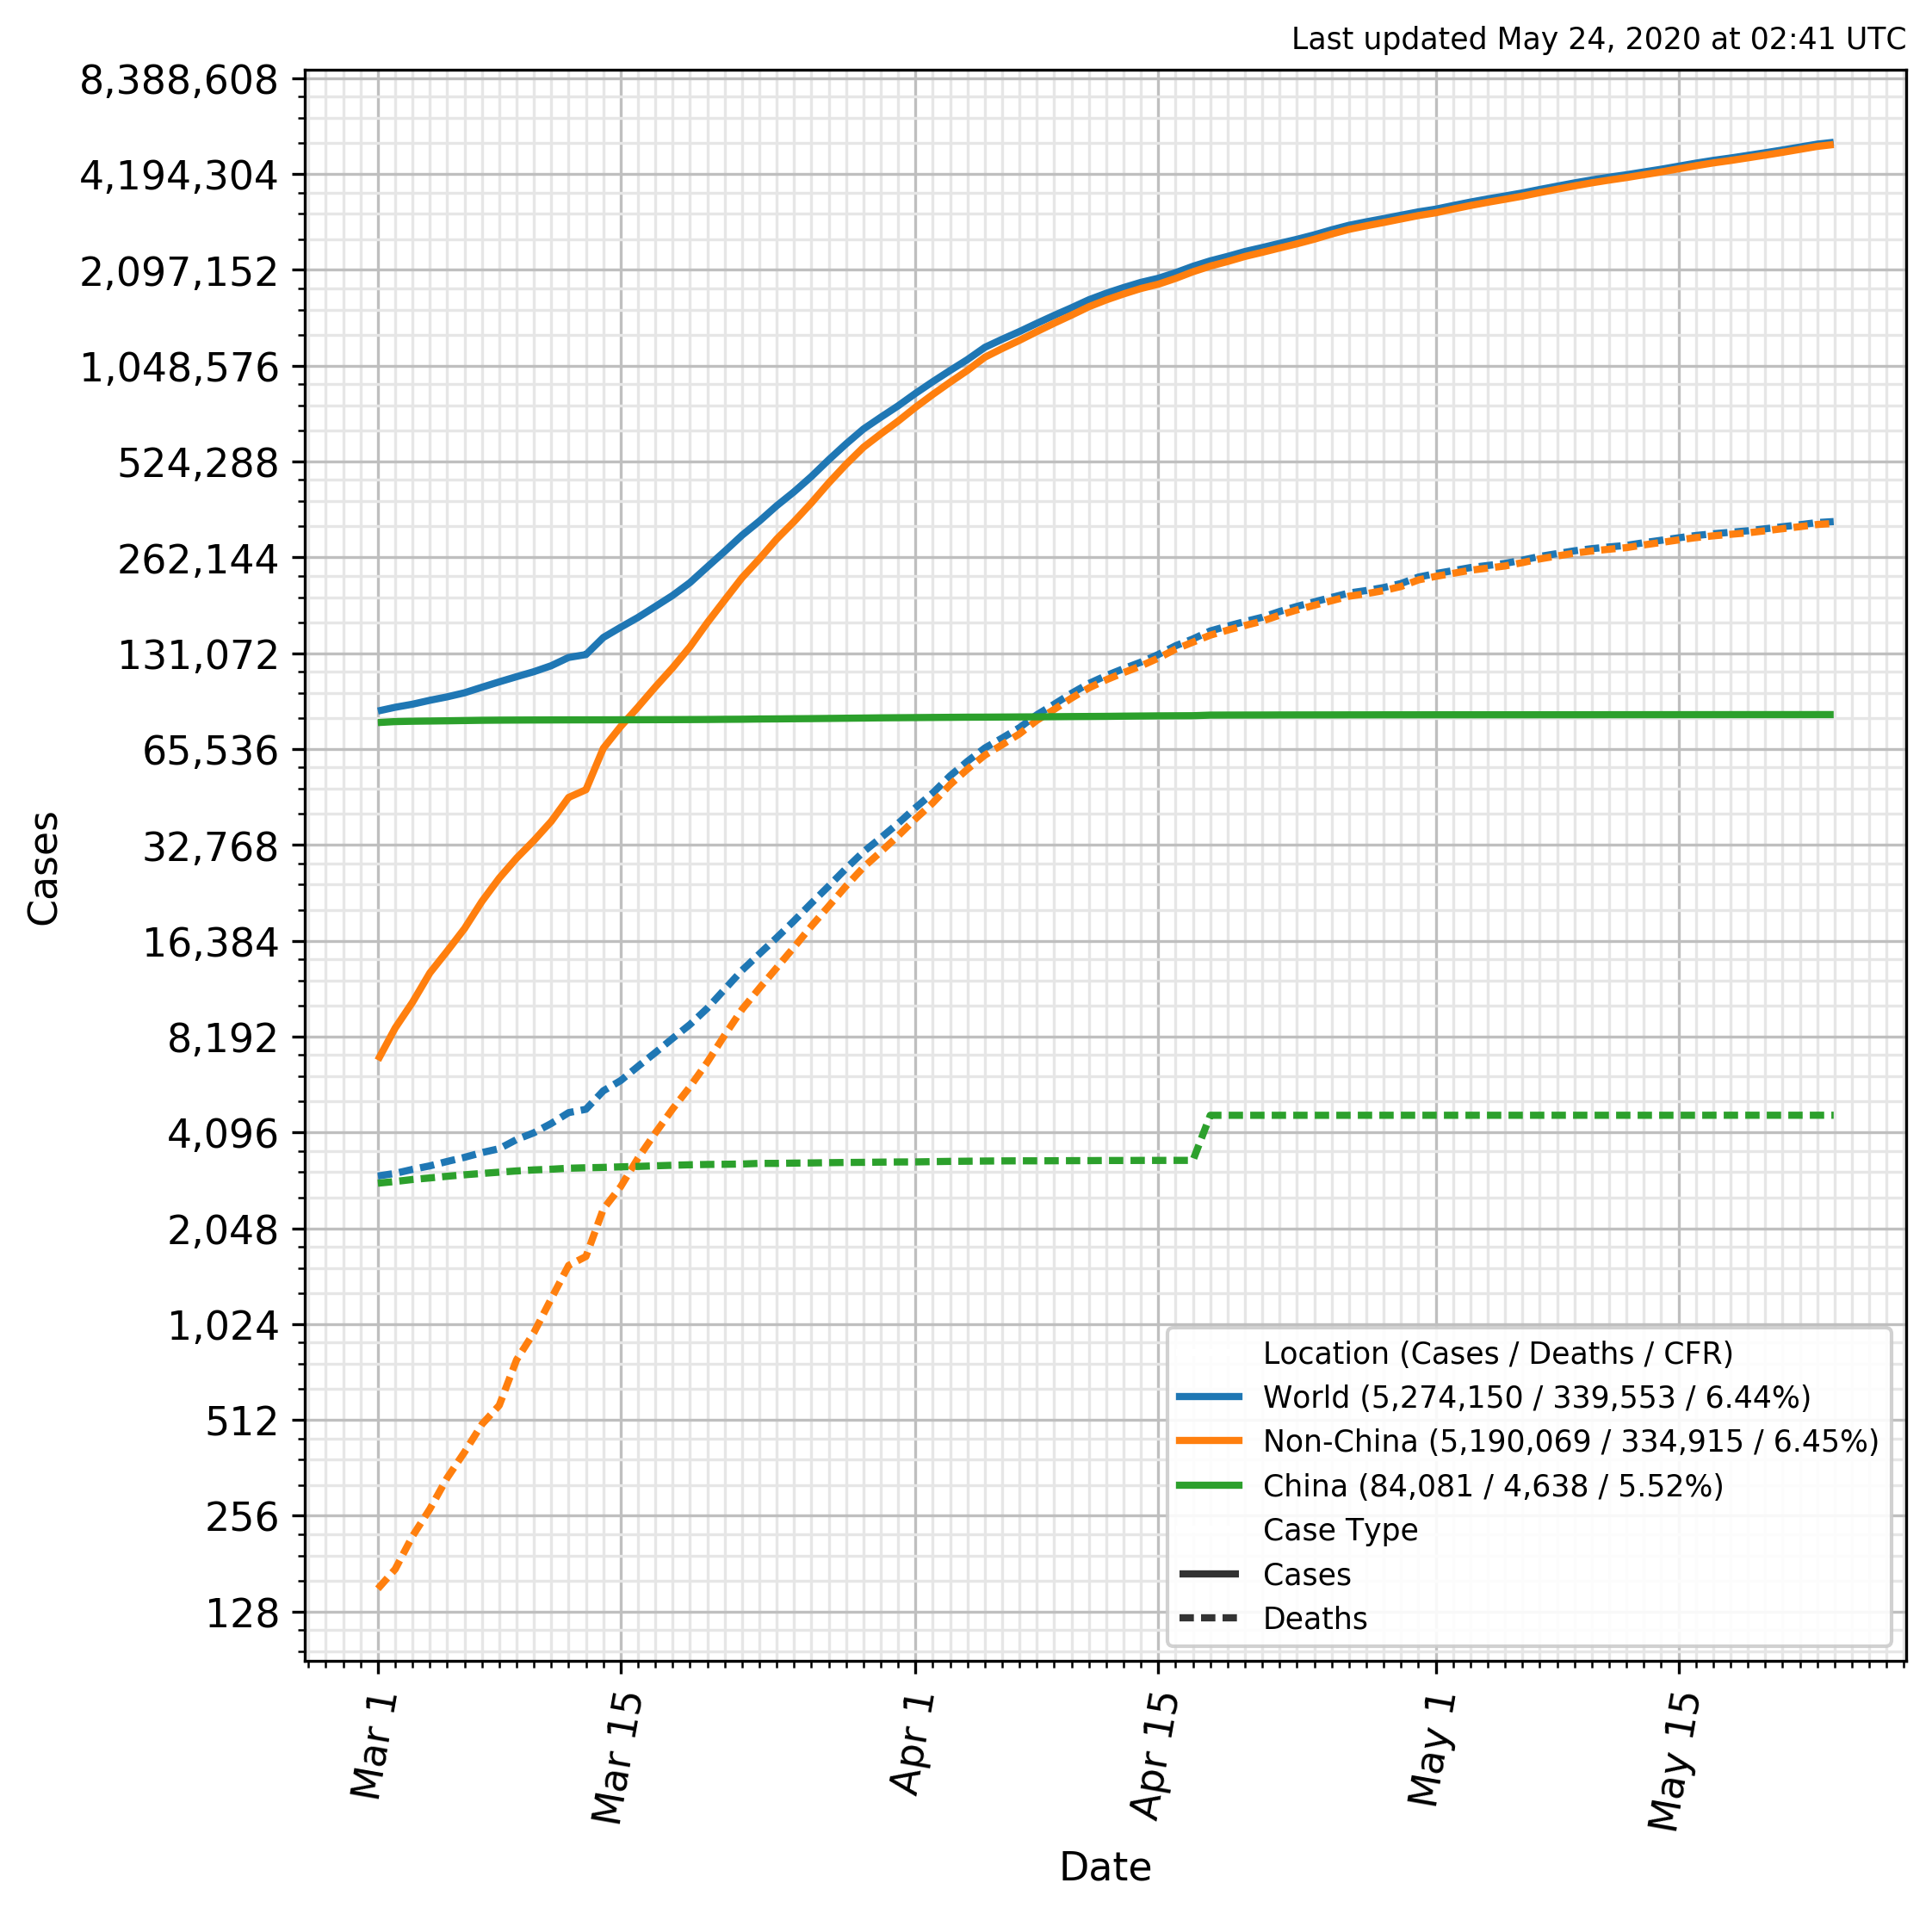 Last updated May 24, 2020 at 02:41 UTC
8,388,608
4,194,304
2,097,152
1,048,576
524,288
262,144
131,072
65,536
32,768
16,384
8,192
4,096
2,048
1,024
512
256
128
Cases
Location (Cases / Deaths / CFR)
World (5,274,150 / 339,553 / 6.44%)
Non-China (5,190,069 / 334,915 / 6.45%)
China (84,081 / 4,638 / 5.52%)
Case Type
Cases
Deaths
Mar 1
Mar 15
Apr 1
Apr 15
May 1
May 15
Date